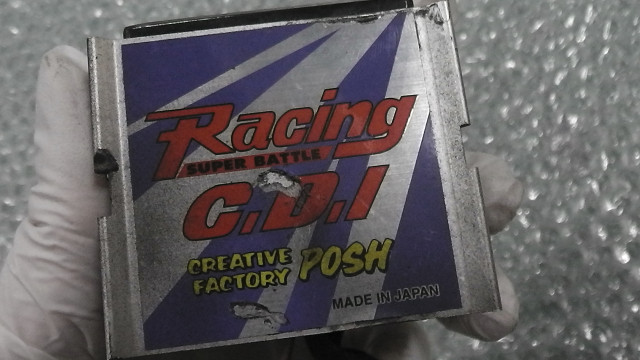 Racing
SUPER BATTLE
C.D.I
CREATIVE
FACTORY POSH
MADE IN JAPAN